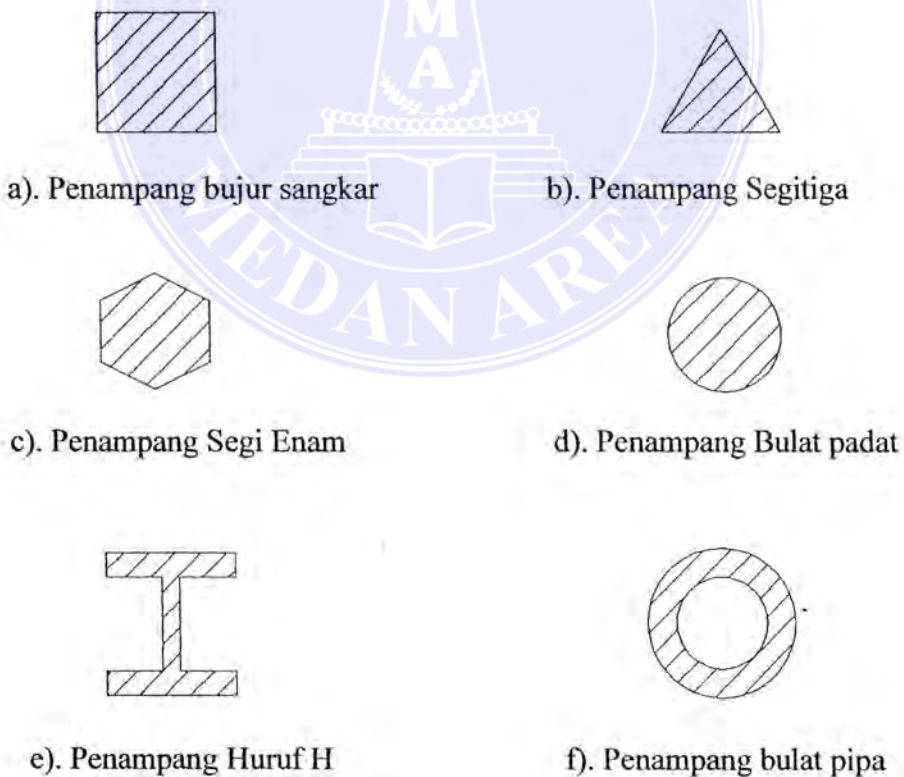 M
A
MEDAN AREA
a). Penampang bujur sangkar
b). Penampang Segitiga
c). Penampang Segi Enam
d). Penampang Bulat padat
e). Penampang Huruf H
f). Penampang bulat pipa